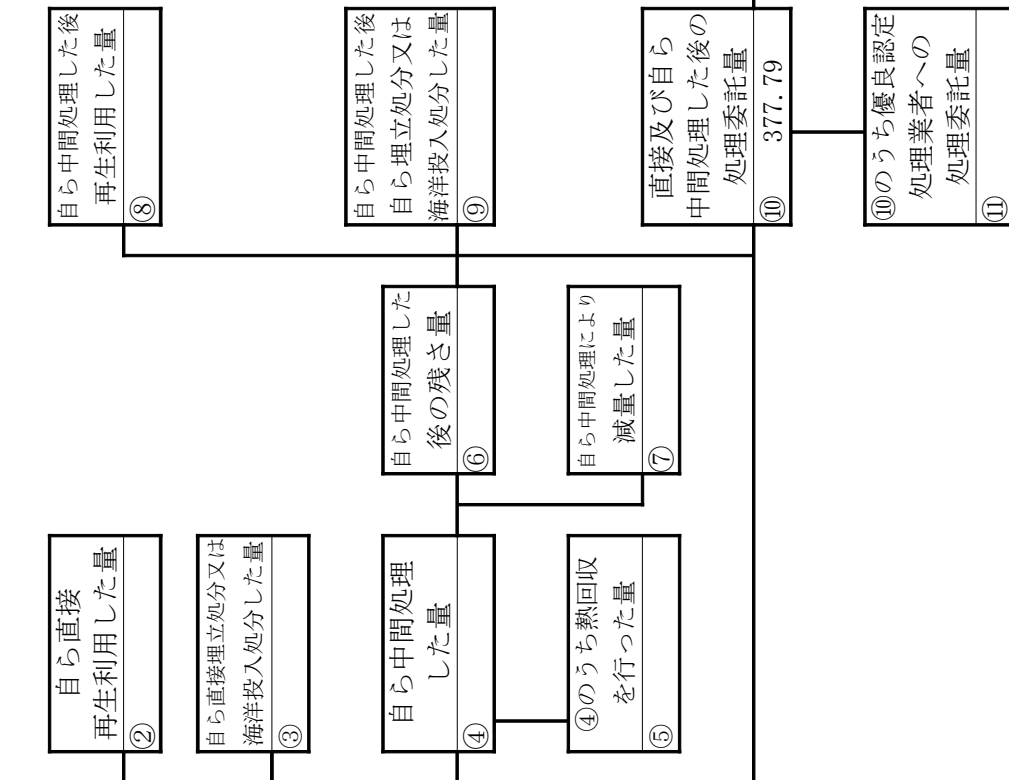 自ら直接
再生利用した量
②
自ら直接埋立処分又は
海洋投入処分した量
③
自ら中間処理
した量
④
④のうち熱回収
を行った量
⑤
自ら中間処理した
後の残さ量
⑥
自ら中間処理により
減量した量
⑦
自ら中間処理した後
再生利用した量
⑧
自ら中間処理した後
自ら埋立処分又は
海洋投入処分した量
⑨
直接及び自ら
中間処理した後の
処理委託量
⑩ 377.79
⑩のうち優良認定
処理業者への
処理委託量
⑪